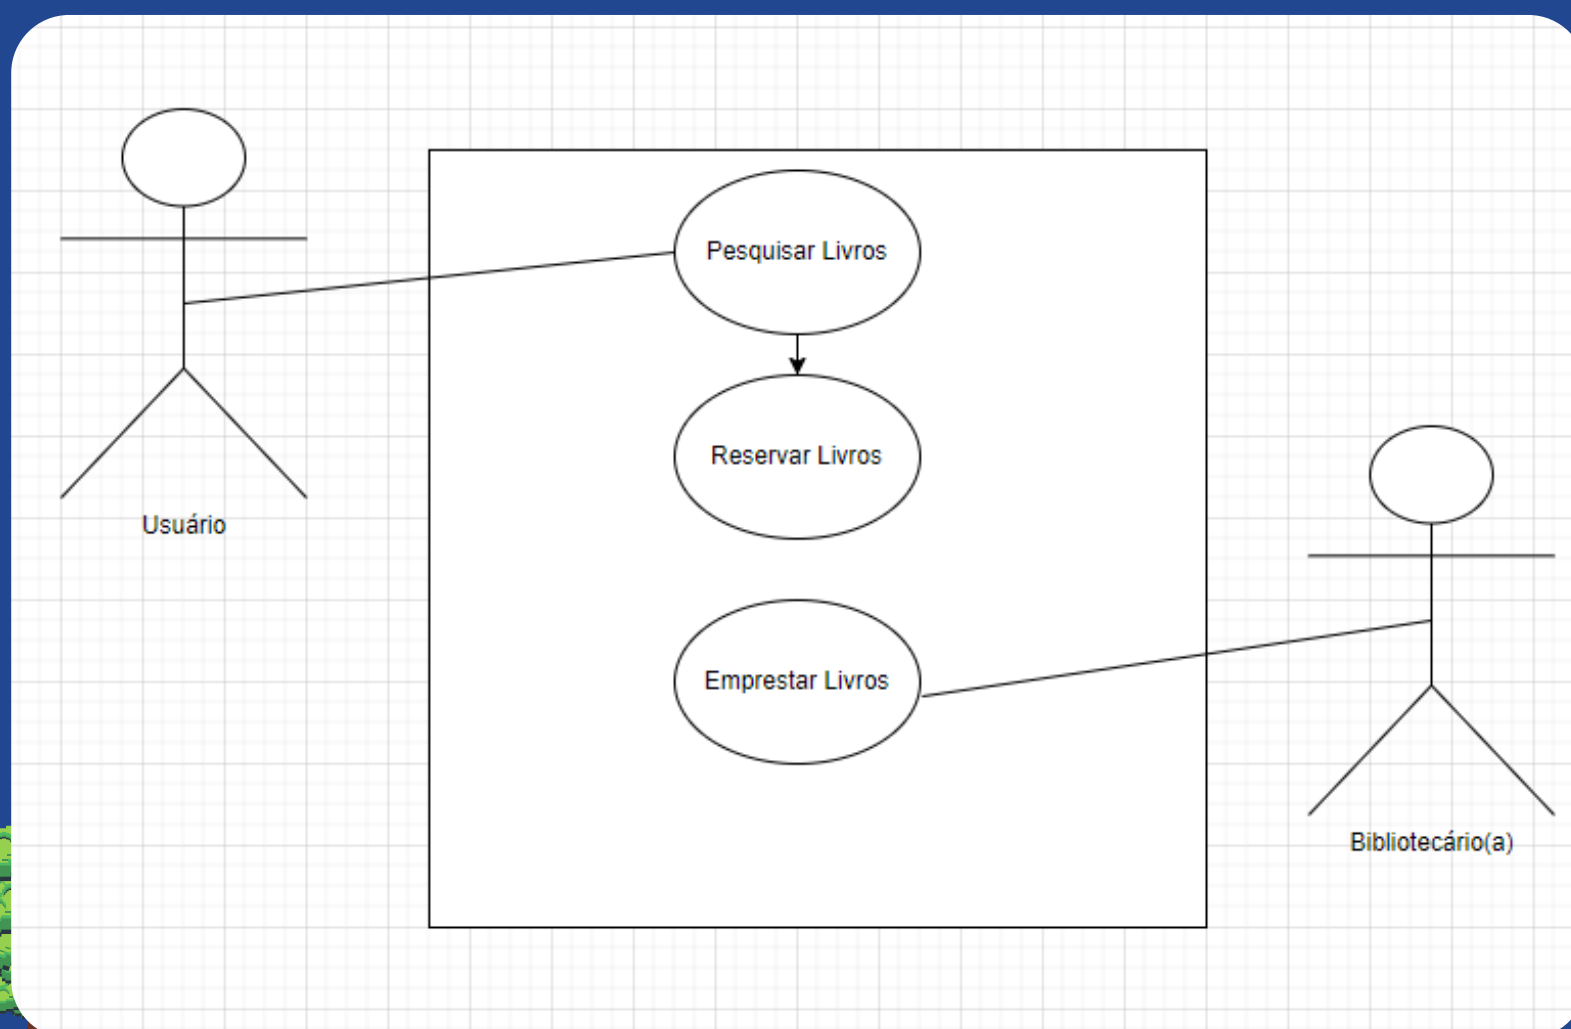 Pesquisar Livros
Reservar Livros
Usuário
Emprestar Livros
Bibliotecário(a)